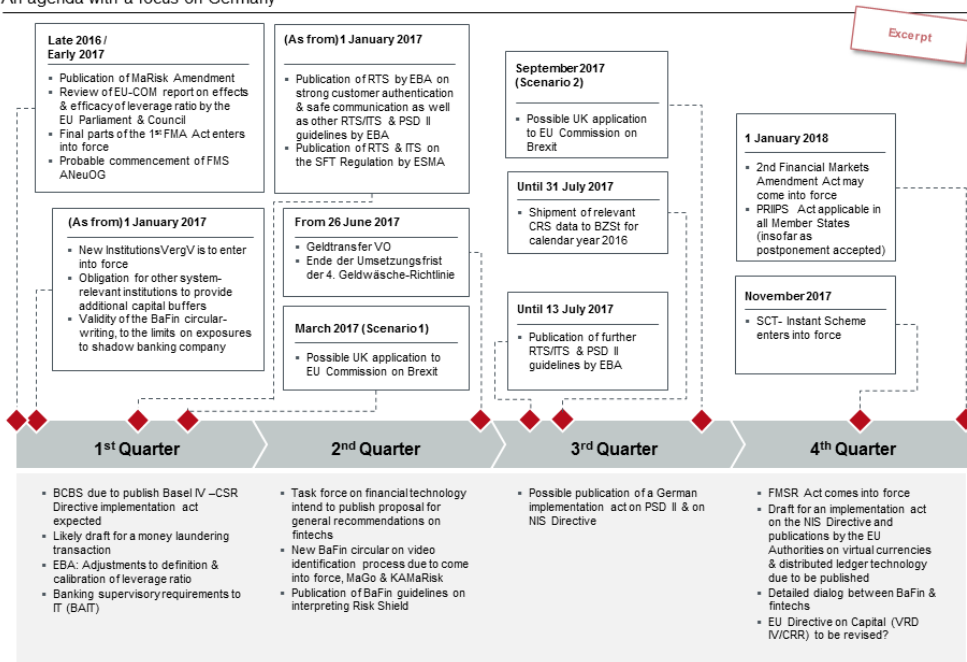 An agenda with a focus on Germany
Excerpt
Late 2016 /
Early 2017
▪ Publication of MaRisk Amendment
▪ Review of EU-COM report on effects
& efficacy of leverage ratio by the
EU Parliament & Council
▪ Final parts of the 1st FMA Act enters
into force
▪ Probable commencement of FMS
ANeuOG
(As from) 1 January 2017
▪ Publication of RTS by EBA on
strong customer authentication
& safe communication as well
as other RTS/ITS & PSD II
guidelines by EBA
▪ Publication of RTS & ITS on
the SFT Regulation by ESMA
September 2017
(Scenario 2)
▪ Possible UK application to
EU Commission on
Brexit
1 January 2018
▪ 2nd Financial Markets
Amendment Act may
come into force
▪ PRIIPS Act applicable in
all Member States
(insofar as
postponement accepted)
(As from) 1 January 2017
▪ New InstitutionsVergV is to enter
into force
▪ Obligation for other system-
relevant institutions to provide
additional capital buffers
▪ Validity of the BaFin circular-
writing, to the limits on exposures
to shadow banking company
From 26 June 2017
▪ Geldtransfer VO
▪ Ende der Umsetzungsfrist
der 4. Geldwäsche-Richtlinie
Until 31 July 2017
▪ Shipment of relevant
CRS data to BZSt for
calendar year 2016
March 2017 (Scenario 1)
▪ Possible UK application to
EU Commission on Brexit
Until 13 July 2017
▪ Publication of further
RTS/ITS & PSD II
guidelines by EBA
November 2017
▪ SCT- Instant Scheme
enters into force
1st Quarter
2nd Quarter
3rd Quarter
4th Quarter
▪ BCBS due to publish Basel IV –CSR
Directive implementation act
expected
▪ Likely draft for a money laundering
transaction
▪ EBA: Adjustments to definition &
calibration of leverage ratio
▪ Banking supervisory requirements to
IT (BAIT)
▪ Task force on financial technology
intend to publish proposal for
general recommendations on
fintechs
▪ New BaFin circular on video
identification process due to come
into force, MaGo & KAMaRisk
▪ Publication of BaFin guidelines on
interpreting Risk Shield
▪ Possible publication of a German
implementation act on PSD II & on
NIS Directive
▪ FMSR Act comes into force
▪ Draft for an implementation act
on the NIS Directive and
publications by the EU
Authorities on virtual currencies
& distributed ledger technology
due to be published
▪ Detailed dialog between BaFin &
fintechs
▪ EU Directive on Capital (VRD
IV/CRR) to be revised?